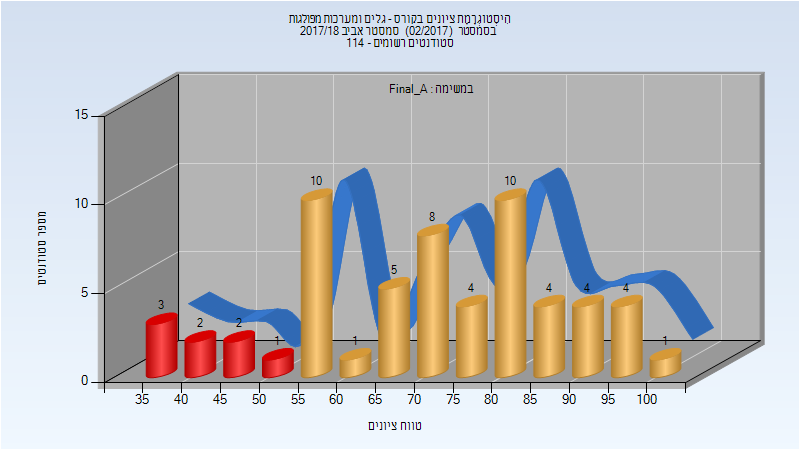 היסטוגרמת ציונים בקורס - גלים ומערכות מפולגות
בסמסטר (02/2017) סמסטר אביב 2017/18
סטודנטים רשומים - 114
במשימה : Final_A
מספר סטודנטים
15
10
5
0
3
2
2
1
10
1
5
8
4
10
4
4
4
1
35 40 45 50 55 60 65 70 75 80 85 90 95 100
טווח ציונים